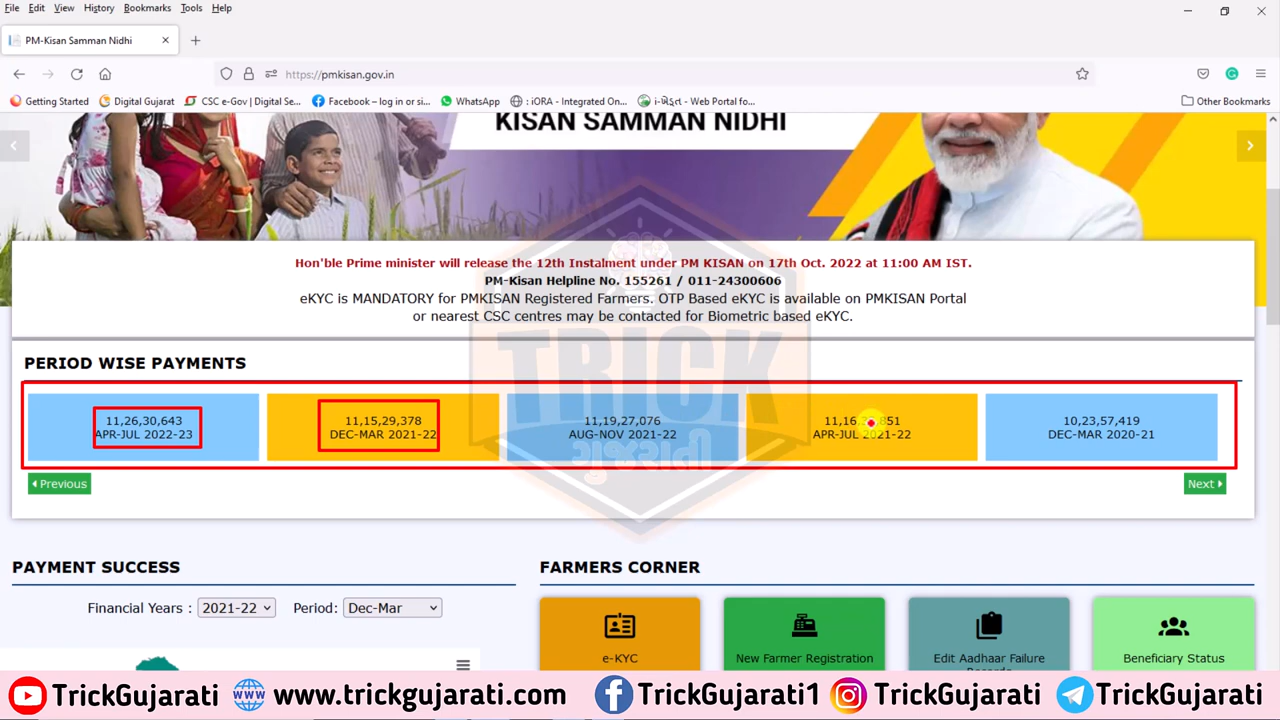 File Edit View History Bookmarks Tools Help
PM-Kisan Samman Nidhi
https://pmkisan.gov.in
Getting Started Digital Gujarat CSC e-Gov | Digital Se... Facebook – log in or si... WhatsApp : iORA - Integrated On... Web Portal fo... Other Bookmarks
KISAN SAMMAN NIDHI
Hon'ble Prime minister will release the 12th Instalment under PM KISAN on 17th Oct. 2022 at 11:00 AM IST.
PM-Kisan Helpline No. 155261 / 011-24300606
eKYC is MANDATORY for PMKISAN Registered Farmers. OTP Based eKYC is available on PMKISAN Portal
or nearest CSC centres may be contacted for Biometric based eKYC.
TRICK
ગુજરાતી
PERIOD WISE PAYMENTS
11,26,30,643
APR-JUL 2022-23
11,15,29,378
DEC-MAR 2021-22
11,19,27,076
AUG-NOV 2021-22
APR-JUL 2021-22
10,23,57,419
DEC-MAR 2020-21
Previous
Next
PAYMENT SUCCESS
Financial Years : 2021-22 Period: Dec-Mar
FARMERS CORNER
e-KYC
New Farmer Registration
Edit Aadhaar Failure
Records
Beneficiary Status
TrickGujarati www.trickgujarati.com TrickGujarati1 TrickGujarati TrickGujarati